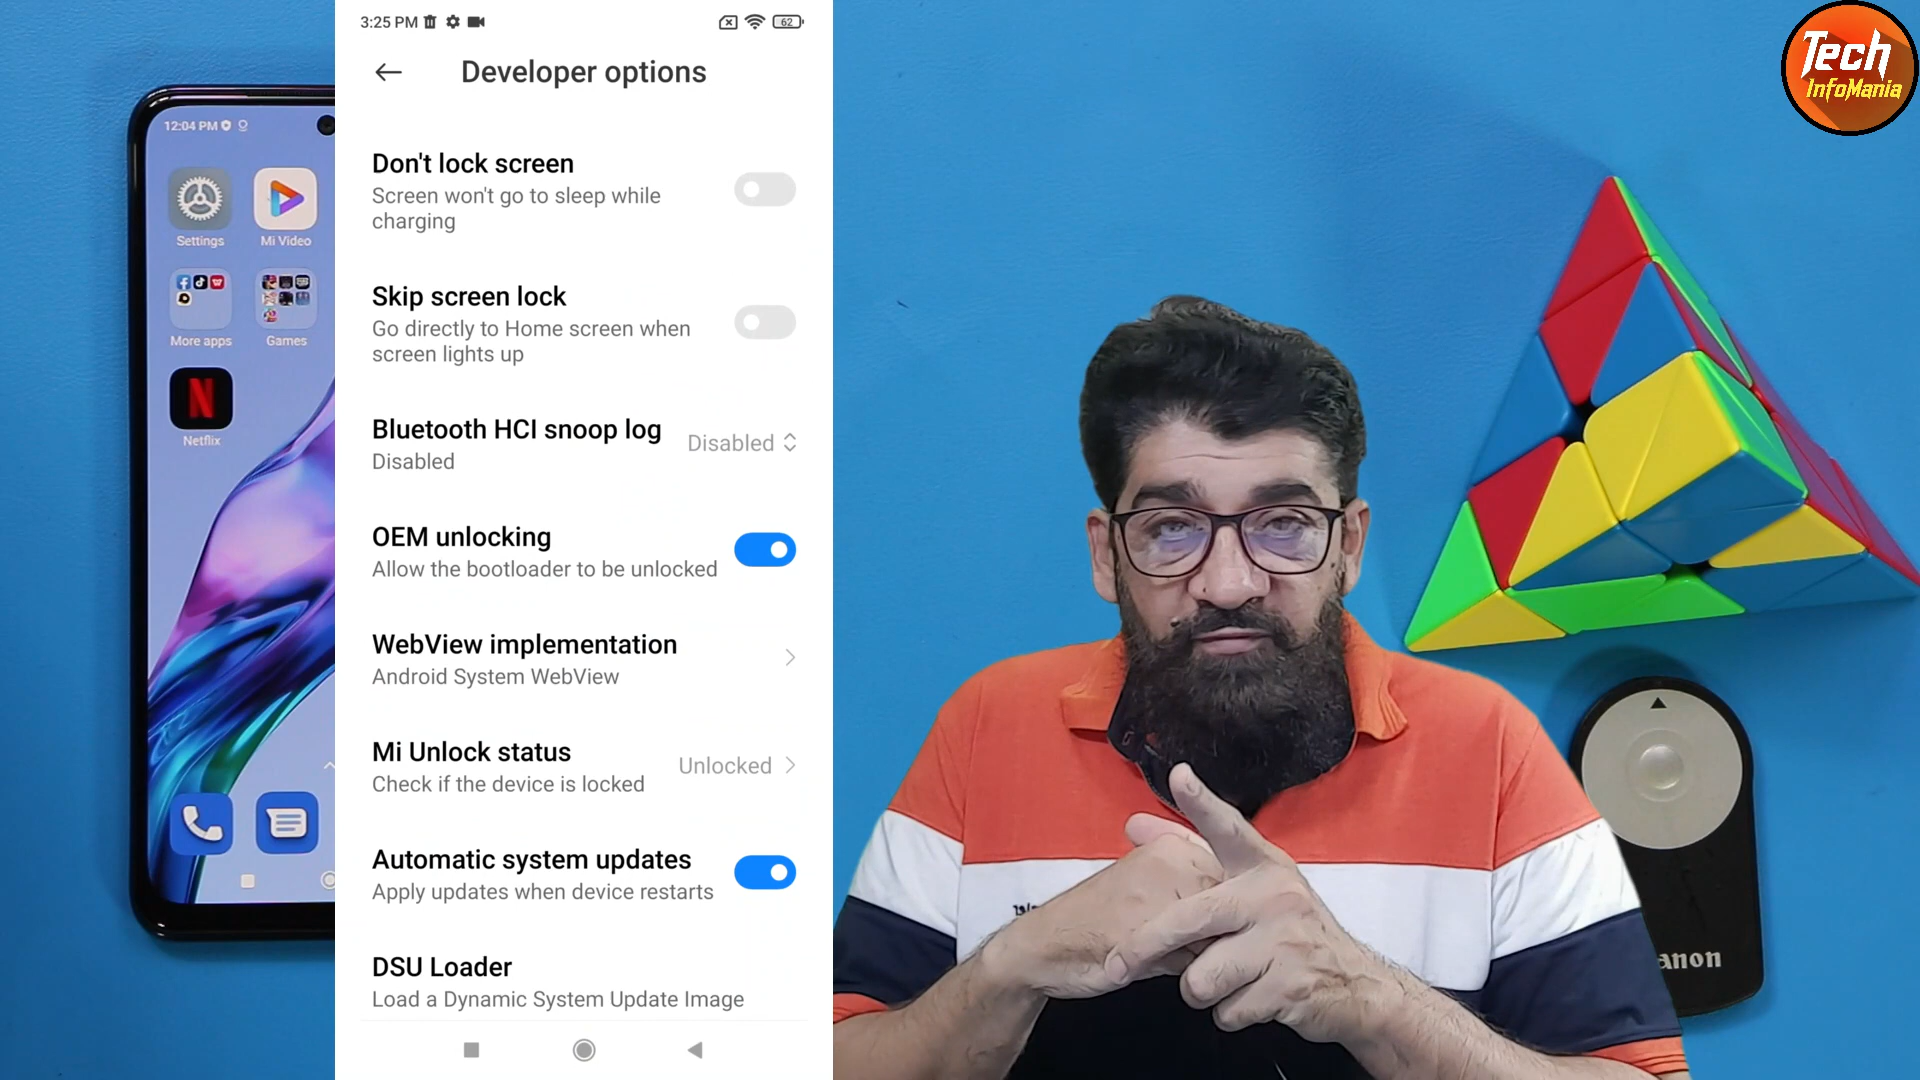 12:04 PM
Settings
Mi Video
More apps
Games
Netflix
3:25 PM
62
Developer options
Don't lock screen
Screen won't go to sleep while
charging
Skip screen lock
Go directly to Home screen when
screen lights up
Bluetooth HCI snoop log
Disabled
Disabled
OEM unlocking
Allow the bootloader to be unlocked
WebView implementation
Android System WebView
Mi Unlock status
Check if the device is locked
Unlocked
Automatic system updates
Apply updates when device restarts
DSU Loader
Load a Dynamic System Update Image
Tech
InfoMania
anon